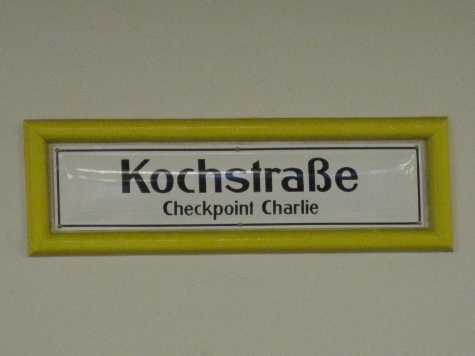 Kochstraße
Checkpoint Charlie